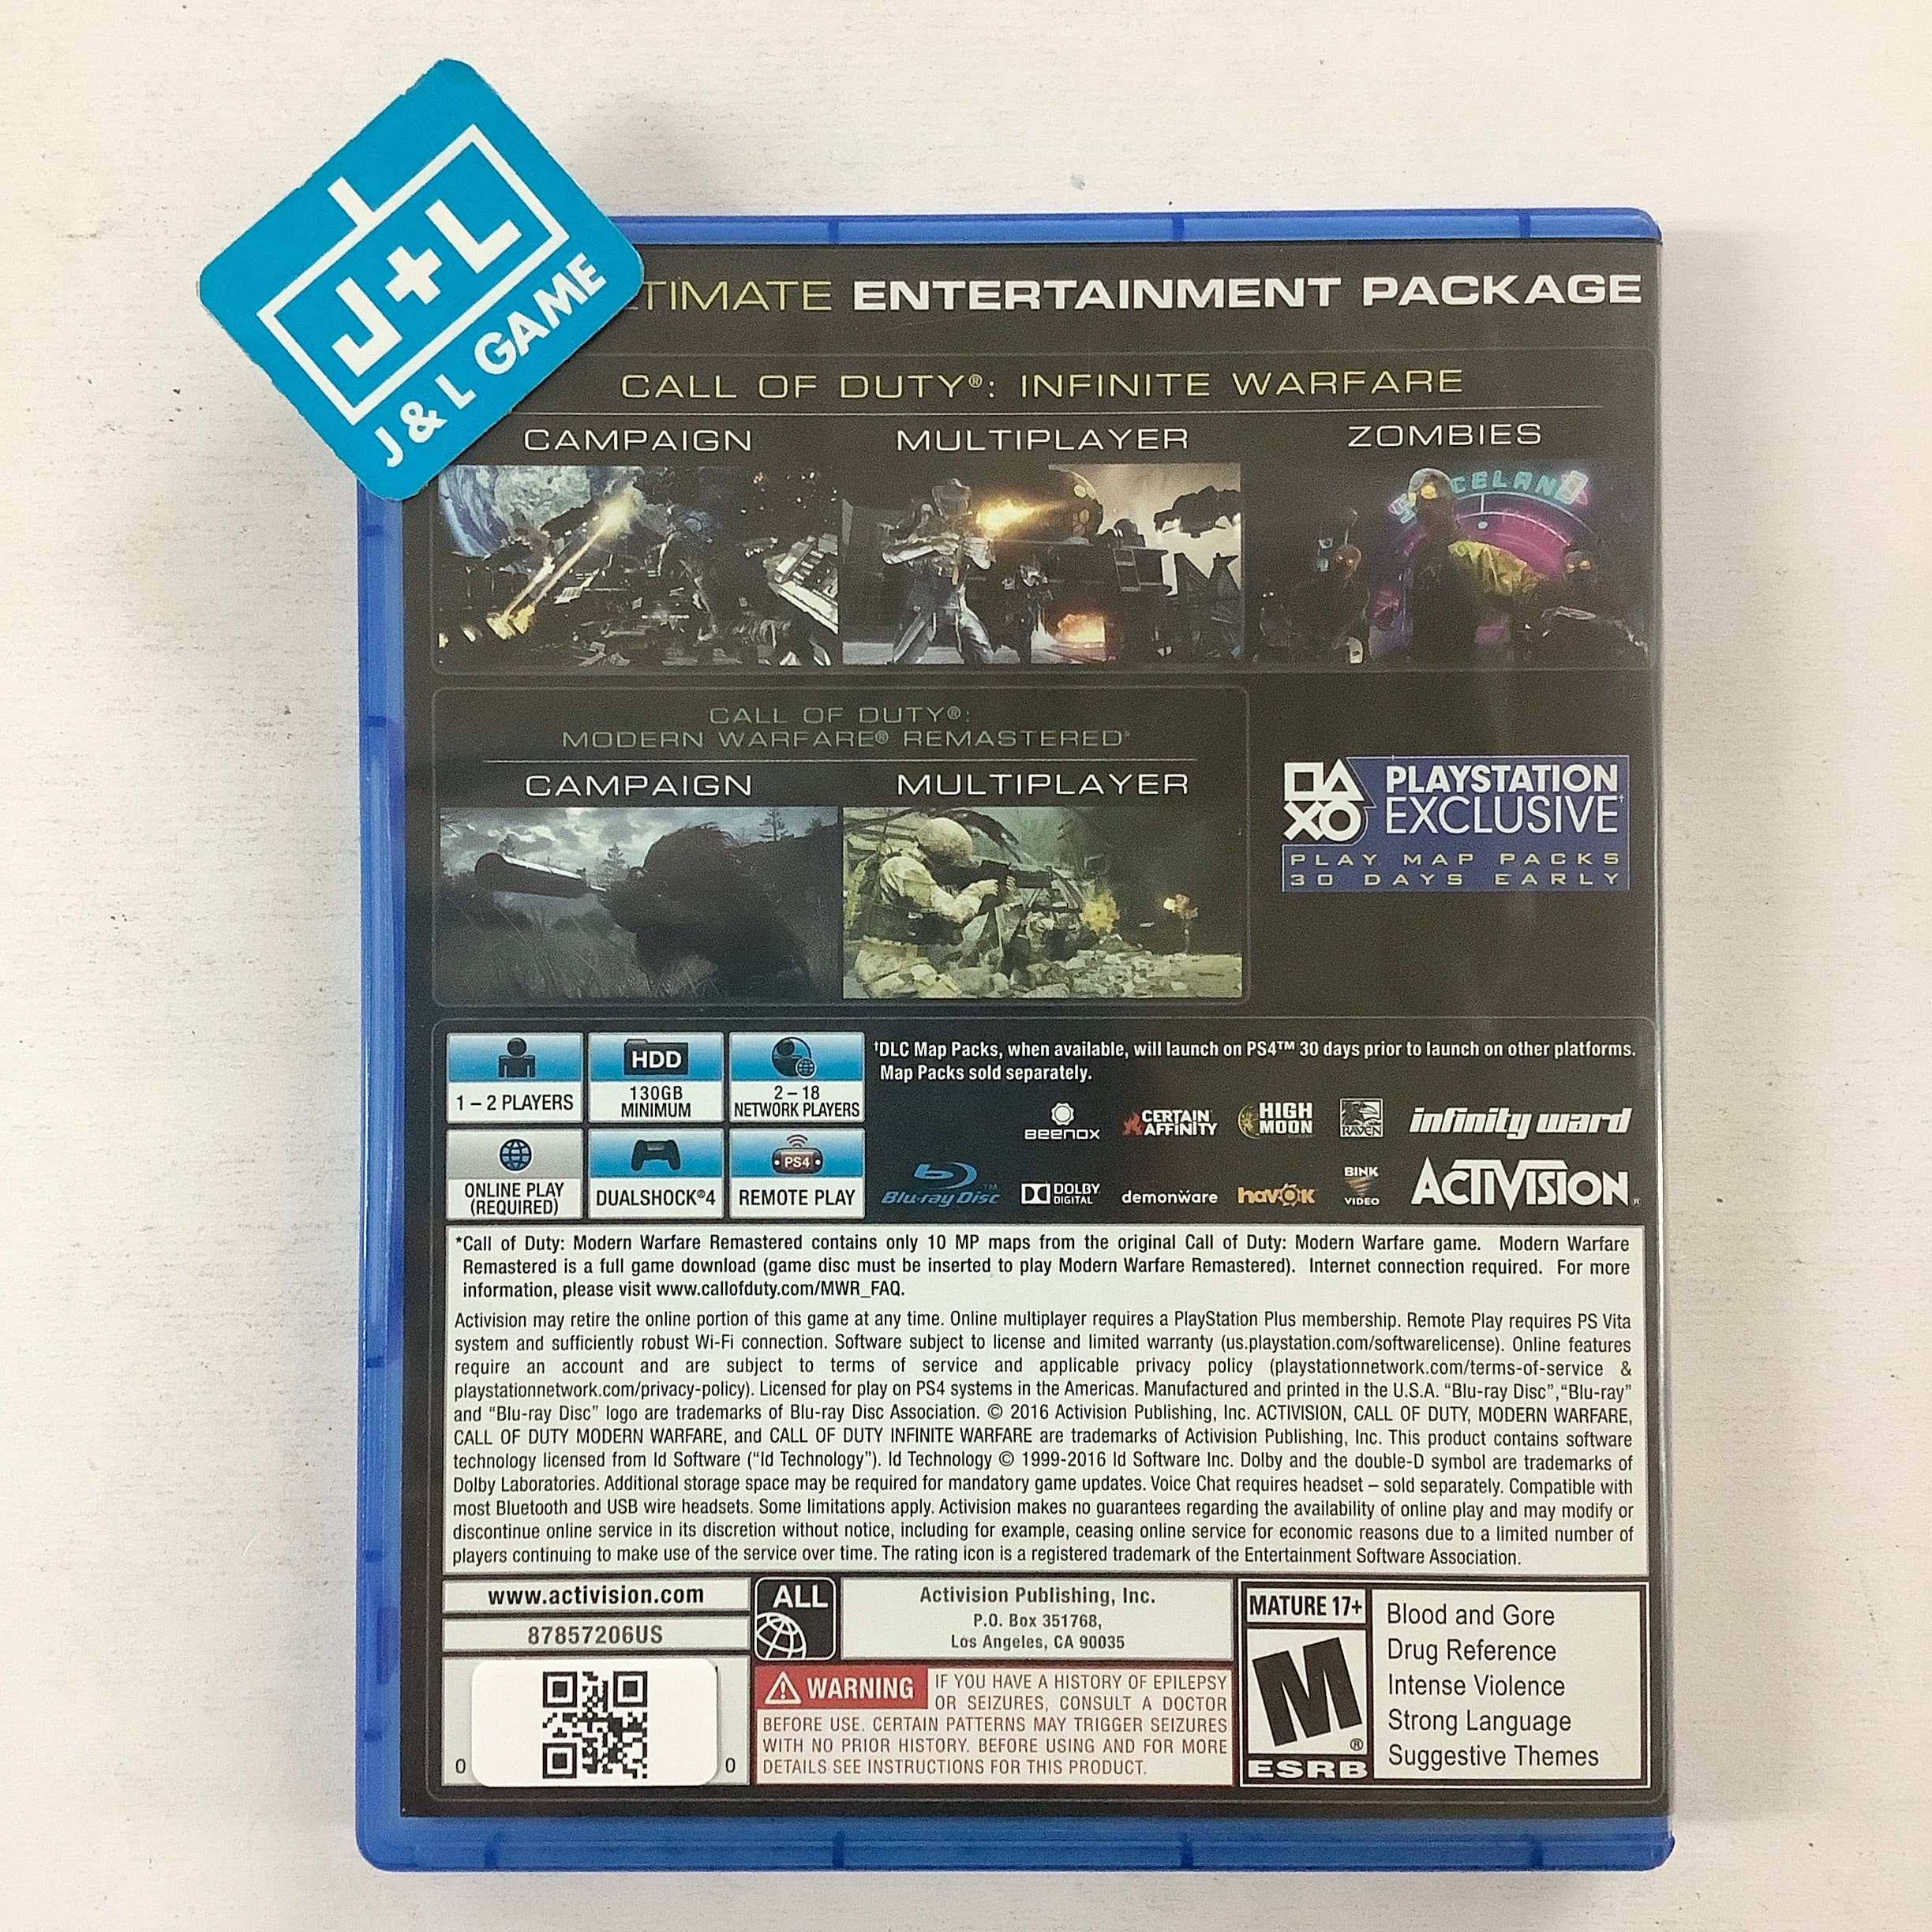 J+L
J & L GAME
TIMATE ENTERTAINMENT PACKAGE
CALL OF DUTY®: INFINITE WARFARE
CAMPAIGN MULTIPLAYER ZOMBIES
CELAND
CALL OF DUTY®:
MODERN WARFARE® REMASTERED*
CAMPAIGN MULTIPLAYER
PLAYSTATION
EXCLUSIVE†
PLAY MAP PACKS
30 DAYS EARLY
1 – 2 PLAYERS
HDD
130GB
MINIMUM
2 – 18
NETWORK PLAYERS
ONLINE PLAY
(REQUIRED)
DUALSHOCK®4
PS4
REMOTE PLAY
†DLC Map Packs, when available, will launch on PS4™ 30 days prior to launch on other platforms.
Map Packs sold separately.
BEENOX
CERTAIN
AFFINITY
HIGH
MOON
RAVEN
infinity ward
Blu-ray Disc™
DOLBY
DIGITAL
demonware
havok
BINK
VIDEO
ACTIVISION®
*Call of Duty: Modern Warfare Remastered contains only 10 MP maps from the original Call of Duty: Modern Warfare game. Modern Warfare
Remastered is a full game download (game disc must be inserted to play Modern Warfare Remastered). Internet connection required. For more
information, please visit www.callofduty.com/MWR_FAQ.
Activision may retire the online portion of this game at any time. Online multiplayer requires a PlayStation Plus membership. Remote Play requires PS Vita
system and sufficiently robust Wi-Fi connection. Software subject to license and limited warranty (us.playstation.com/softwarelicense). Online features
require an account and are subject to terms of service and applicable privacy policy (playstationnetwork.com/terms-of-service &
playstationnetwork.com/privacy-policy). Licensed for play on PS4 systems in the Americas. Manufactured and printed in the U.S.A. “Blu-ray Disc”,“Blu-ray”
and “Blu-ray Disc” logo are trademarks of Blu-ray Disc Association. © 2016 Activision Publishing, Inc. ACTIVISION, CALL OF DUTY, MODERN WARFARE,
CALL OF DUTY MODERN WARFARE, and CALL OF DUTY INFINITE WARFARE are trademarks of Activision Publishing, Inc. This product contains software
technology licensed from Id Software (“Id Technology”). Id Technology © 1999-2016 Id Software Inc. Dolby and the double-D symbol are trademarks of
Dolby Laboratories. Additional storage space may be required for mandatory game updates. Voice Chat requires headset – sold separately. Compatible with
most Bluetooth and USB wire headsets. Some limitations apply. Activision makes no guarantees regarding the availability of online play and may modify or
discontinue online service in its discretion without notice, including for example, ceasing online service for economic reasons due to a limited number of
players continuing to make use of the service over time. The rating icon is a registered trademark of the Entertainment Software Association.
www.activision.com
87857206US
0 0
ALL
Activision Publishing, Inc.
P.O. Box 351768,
Los Angeles, CA 90035
WARNING IF YOU HAVE A HISTORY OF EPILEPSY
OR SEIZURES, CONSULT A DOCTOR
BEFORE USE. CERTAIN PATTERNS MAY TRIGGER SEIZURES
WITH NO PRIOR HISTORY. BEFORE USING AND FOR MORE
DETAILS SEE INSTRUCTIONS FOR THIS PRODUCT.
MATURE 17+
M®
ESRB
Blood and Gore
Drug Reference
Intense Violence
Strong Language
Suggestive Themes